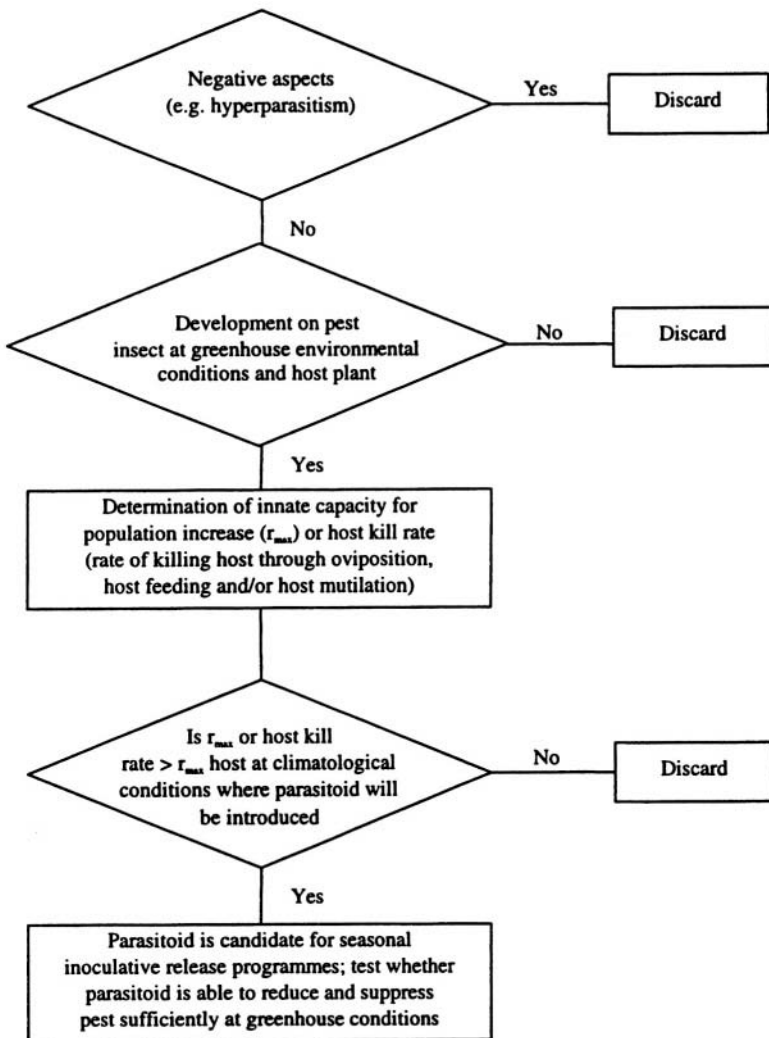 Negative aspects
(e.g. hyperparasitism)
Yes
Discard
No
Development on pest
insect at greenhouse environmental
conditions and host plant
No
Discard
Yes
Determination of innate capacity for
population increase (rmax) or host kill rate
(rate of killing host through oviposition,
host feeding and/or host mutilation)
Is rmax or host kill
rate > rmax host at climatological
conditions where parasitoid will
be introduced
No
Discard
Yes
Parasitoid is candidate for seasonal
inoculative release programmes; test whether
parasitoid is able to reduce and suppress
pest sufficiently at greenhouse conditions